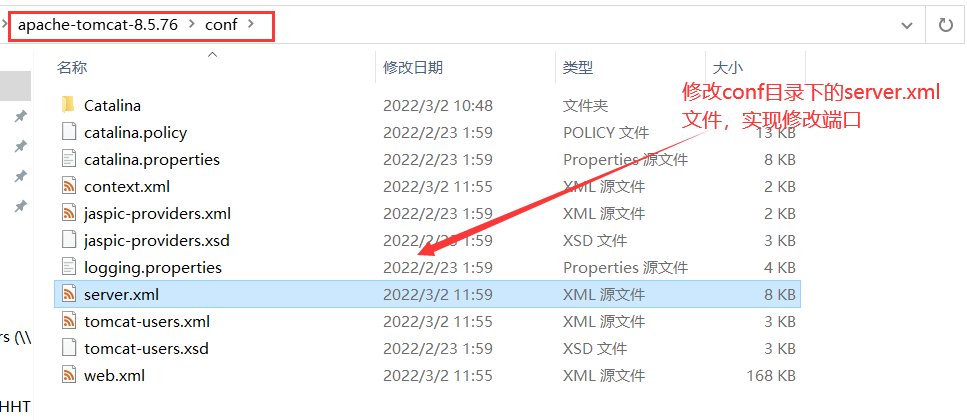 apache-tomcat-8.5.76 > conf >
名称 修改日期 类型 大小
修改conf目录下的server.xml
文件，实现修改端口
Catalina 2022/3/2 10:48 文件夹
catalina.policy 2022/2/23 1:59 POLICY 文件 13 KB
catalina.properties 2022/2/23 1:59 Properties 源文件 8 KB
context.xml 2022/3/2 11:55 XML 源文件 2 KB
jaspic-providers.xml 2022/2/23 1:59 XML 源文件 2 KB
jaspic-providers.xsd 2022/2/23 1:59 XSD 文件 3 KB
logging.properties 2022/2/23 1:59 Properties 源文件 4 KB
server.xml 2022/3/2 11:59 XML 源文件 8 KB
tomcat-users.xml 2022/3/2 11:55 XML 源文件 3 KB
rs (\\
tomcat-users.xsd 2022/2/23 1:59 XSD 文件 3 KB
web.xml 2022/3/2 11:55 XML 源文件 168 KB
HHT